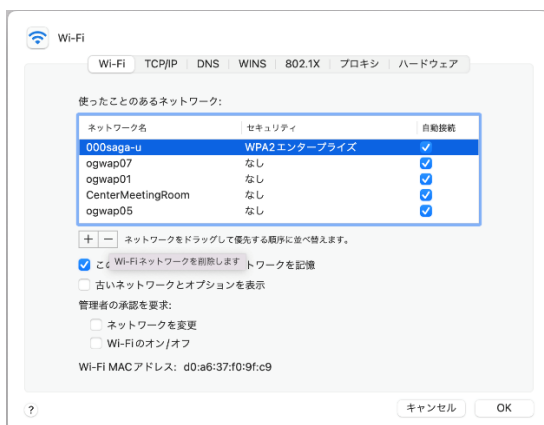 Wi-Fi
Wi-Fi TCP/IP DNS WINS 802.1X プロキシ ハードウェア
使ったことのあるネットワーク:
ネットワーク名 セキュリティ 自動接続
000saga-u WPA2エンタープライズ
ogwap07 なし
ogwap01 なし
CenterMeetingRoom なし
ogwap05 なし
+ − ネットワークをドラッグして優先する順序に並べ替えます。
Wi-Fiネットワークを削除します
こ トワークを記憶
古いネットワークとオプションを表示
管理者の承認を要求:
ネットワークを変更
Wi-Fiのオン/オフ
Wi-Fi MACアドレス: d0:a6:37:f0:9f:c9
? キャンセル OK